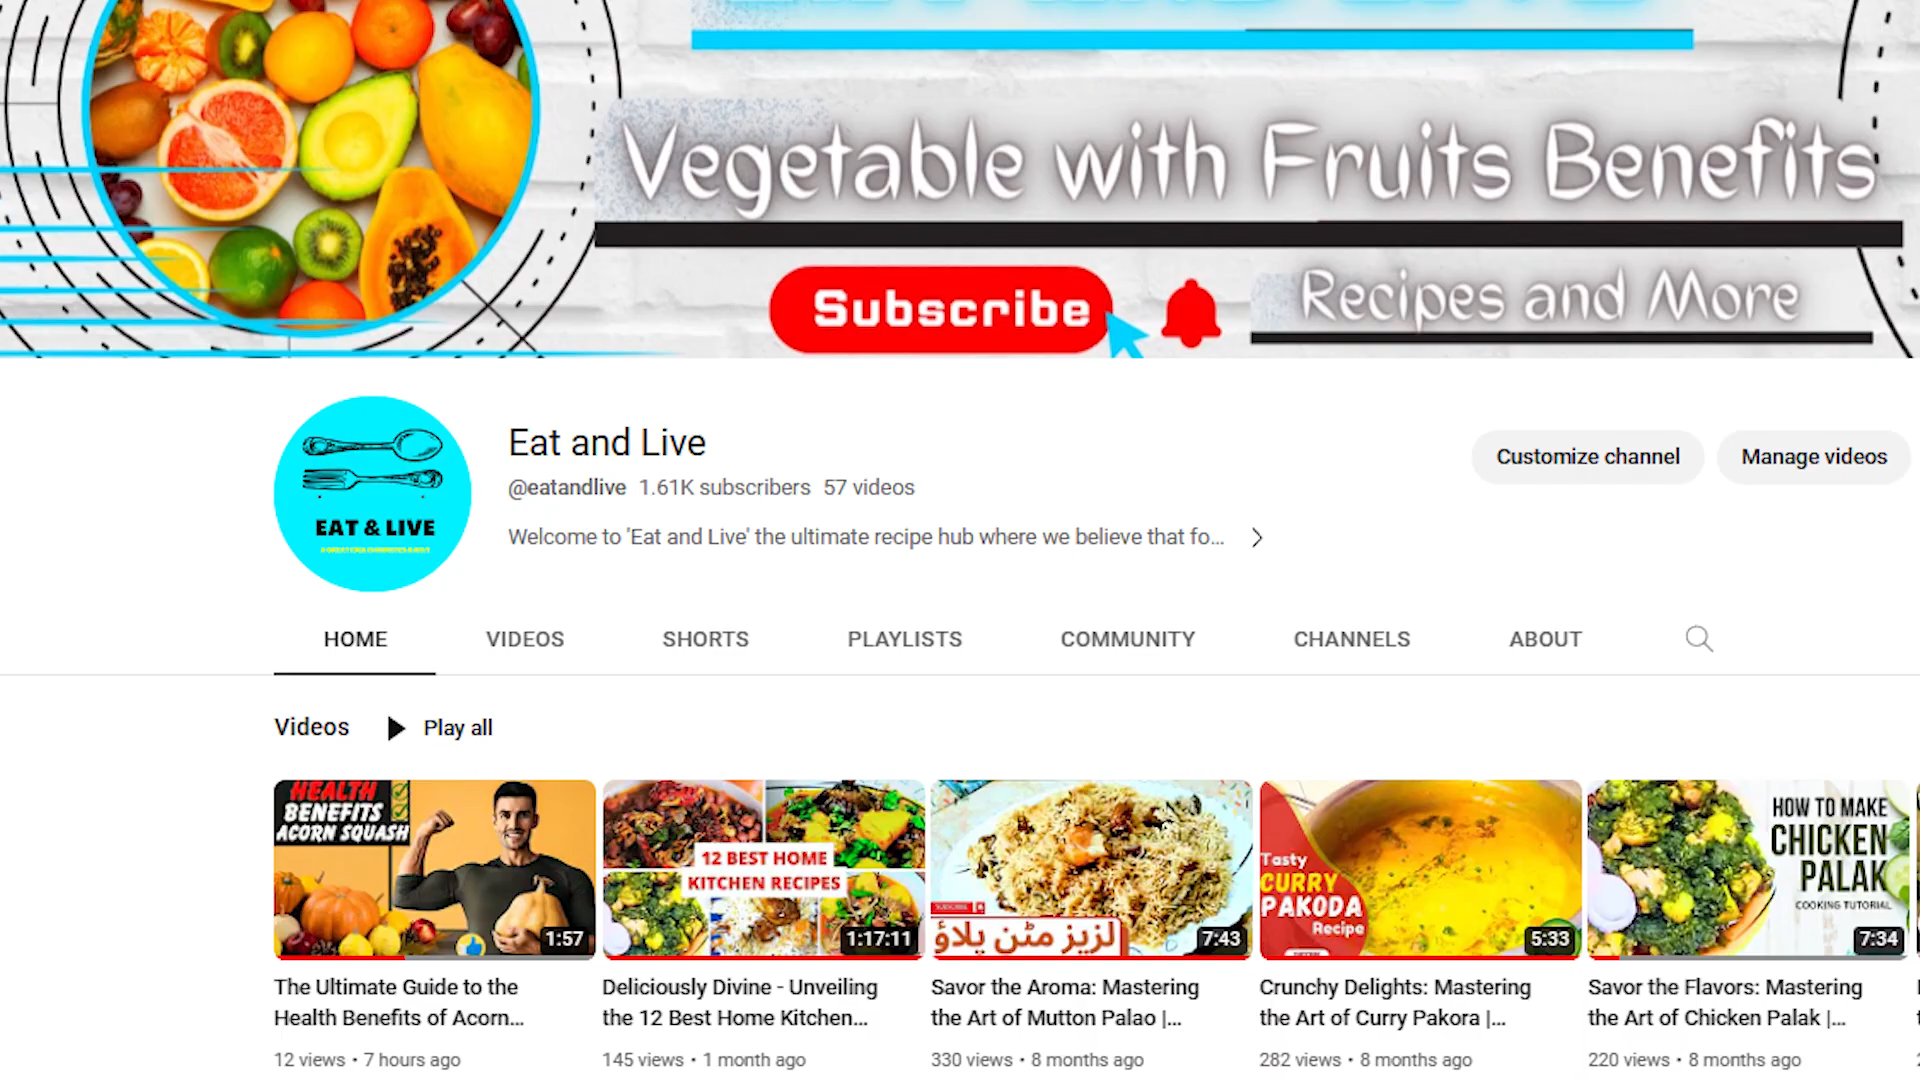 Vegetable with Fruits Benefits
Subscribe
Recipes and More
EAT & LIVE
Eat and Live
@eatandlive 1.61K subscribers 57 videos
Welcome to 'Eat and Live' the ultimate recipe hub where we believe that fo...
Customize channel
Manage videos
HOME VIDEOS SHORTS PLAYLISTS COMMUNITY CHANNELS ABOUT
Videos Play all
HEALTH
BENEFITS
ACORN SQUASH
1:57
12 BEST HOME
KITCHEN RECIPES
1:17:11
لزیز مٹن پلاؤ
7:43
Tasty
CURRY
PAKODA
Recipe
5:33
HOW TO MAKE
CHICKEN
PALAK
COOKING TUTORIAL
7:34
The Ultimate Guide to the
Health Benefits of Acorn...
12 views • 7 hours ago
Deliciously Divine - Unveiling
the 12 Best Home Kitchen...
145 views • 1 month ago
Savor the Aroma: Mastering
the Art of Mutton Palao |...
330 views • 8 months ago
Crunchy Delights: Mastering
the Art of Curry Pakora |...
282 views • 8 months ago
Savor the Flavors: Mastering
the Art of Chicken Palak |...
220 views • 8 months ago